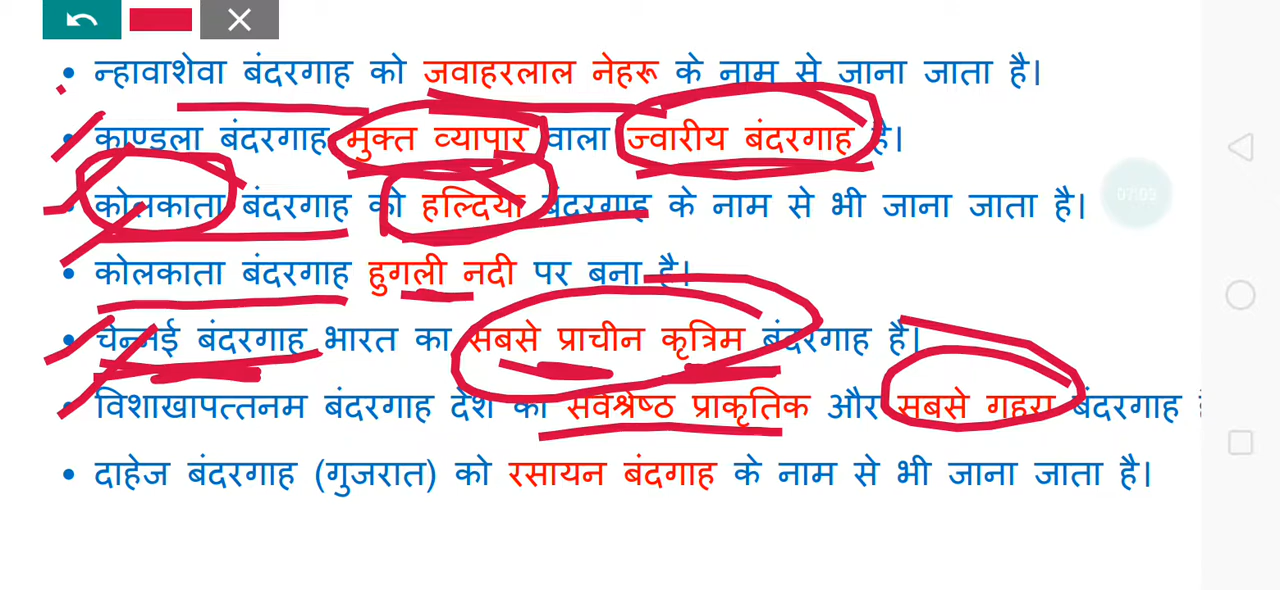 • न्हावाशेवा बंदरगाह को जवाहरलाल नेहरू के नाम से जाना जाता है।
• काण्डला बंदरगाह मुक्त व्यापार वाला ज्वारीय बंदरगाह है।
• कोलकाता बंदरगाह को हल्दिया बंदरगाह के नाम से भी जाना जाता है।
• कोलकाता बंदरगाह हुगली नदी पर बना है।
• चेन्नई बंदरगाह भारत का सबसे प्राचीन कृत्रिम बंदरगाह है।
• विशाखापत्तनम बंदरगाह देश का सर्वश्रेष्ठ प्राकृतिक और सबसे गहरा बंदरगाह
• दाहेज बंदरगाह (गुजरात) को रसायन बंदगाह के नाम से भी जाना जाता है।